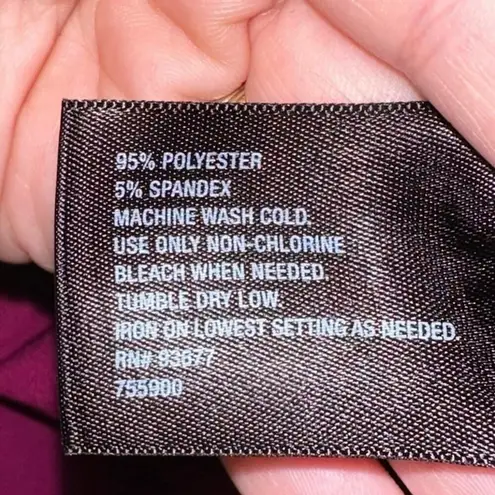 95% POLYESTER
5% SPANDEX
MACHINE WASH COLD.
USE ONLY NON-CHLORINE
BLEACH WHEN NEEDED.
TUMBLE DRY LOW.
IRON ON LOWEST SETTING AS NEEDED.
RN# 93677
755900